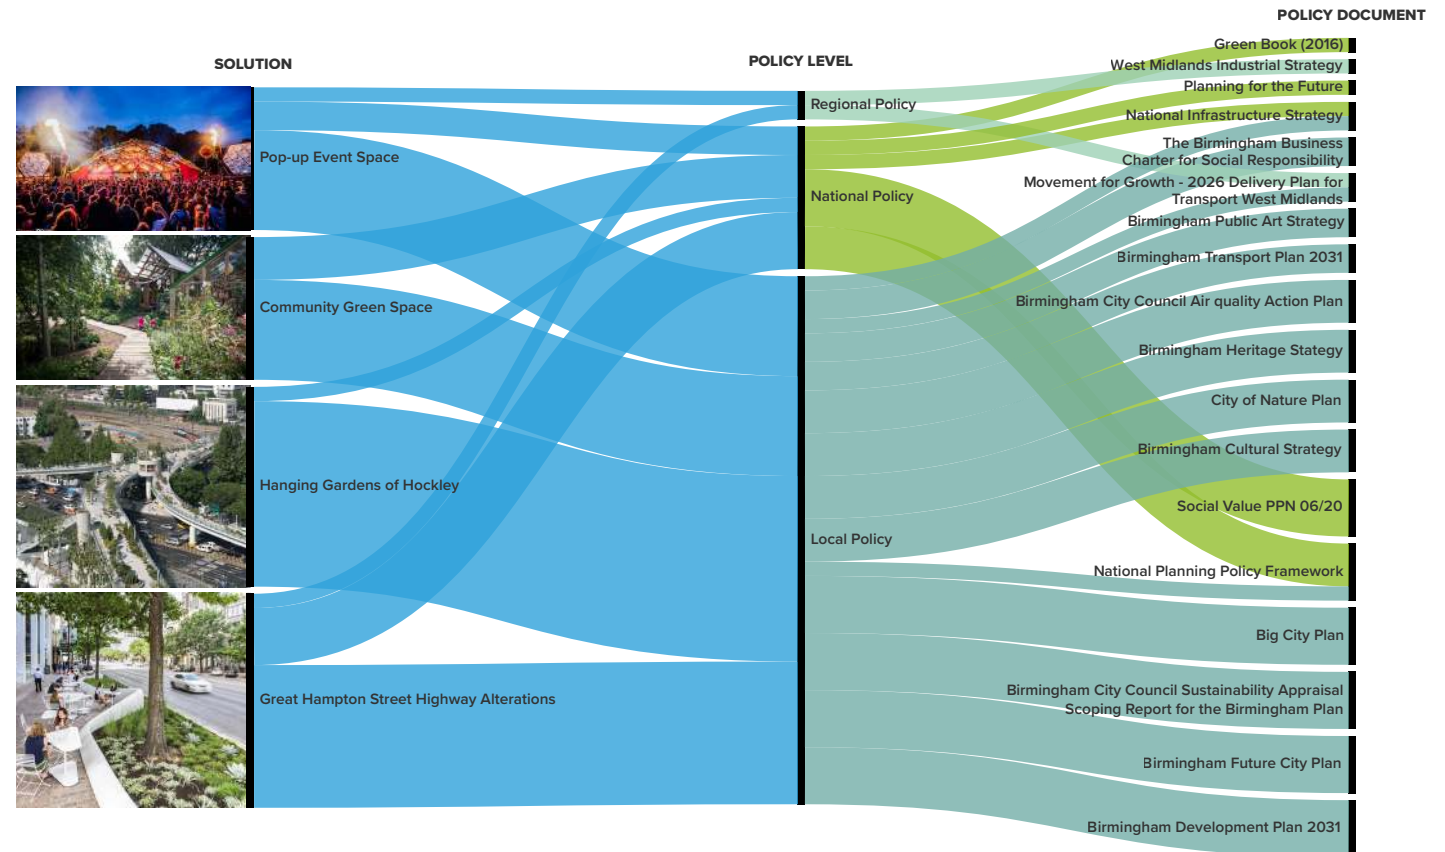 POLICY DOCUMENT
SOLUTION
POLICY LEVEL
Pop-up Event Space
Community Green Space
Hanging Gardens of Hockley
Great Hampton Street Highway Alterations
Regional Policy
National Policy
Local Policy
Green Book (2016)
West Midlands Industrial Strategy
Planning for the Future
National Infrastructure Strategy
The Birmingham Business
Charter for Social Responsibility
Movement for Growth - 2026 Delivery Plan for
Transport West Midlands
Birmingham Public Art Strategy
Birmingham Transport Plan 2031
Birmingham City Council Air quality Action Plan
Birmingham Heritage Stategy
City of Nature Plan
Birmingham Cultural Strategy
Social Value PPN 06/20
National Planning Policy Framework
Big City Plan
Birmingham City Council Sustainability Appraisal
Scoping Report for the Birmingham Plan
Birmingham Future City Plan
Birmingham Development Plan 2031